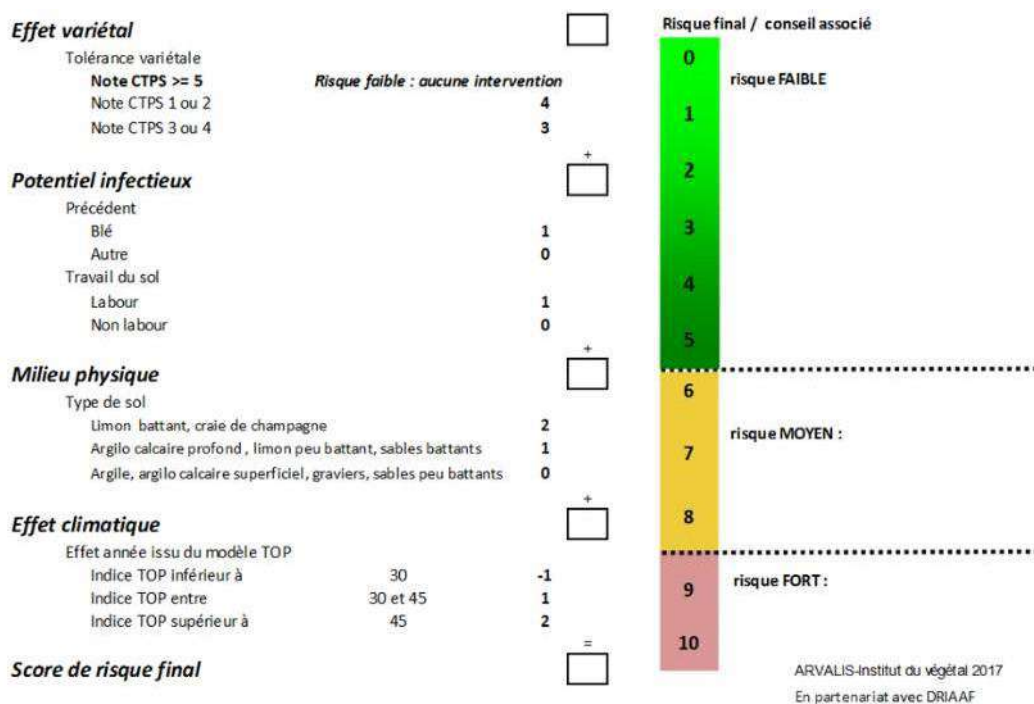 Effet variétal
Tolérance variétale
Note CTPS >= 5 Risque faible : aucune intervention
Note CTPS 1 ou 2 4
Note CTPS 3 ou 4 3
+
Potentiel infectieux
Précédent
Blé 1
Autre 0
Travail du sol
Labour 1
Non labour 0
+
Milieu physique
Type de sol
Limon battant, craie de champagne 2
Argilo calcaire profond , limon peu battant, sables battants 1
Argile, argilo calcaire superficiel, graviers, sables peu battants 0
+
Effet climatique
Effet année issu du modèle TOP
Indice TOP inférieur à 30 -1
Indice TOP entre 30 et 45 1
Indice TOP supérieur à 45 2
=
Score de risque final
Risque final / conseil associé
0
risque FAIBLE
1
2
3
4
5
6
risque MOYEN :
7
8
risque FORT :
9
10
ARVALIS-Institut du végétal 2017
En partenariat avec DRIAAF